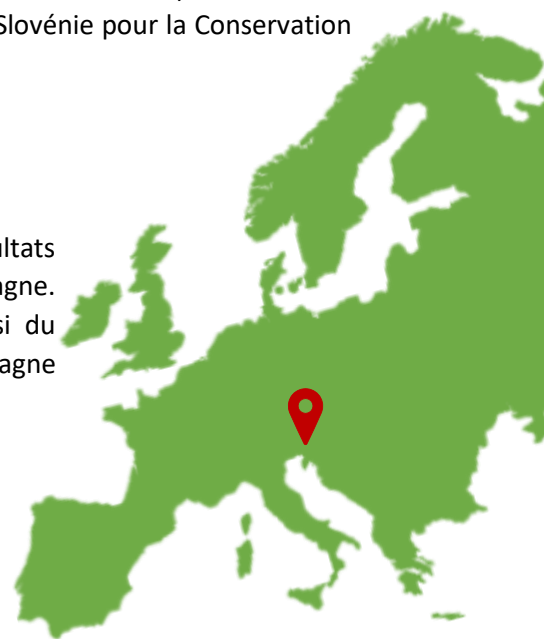 Slovénie pour la Conservation
ultats
agne.
si du
agne